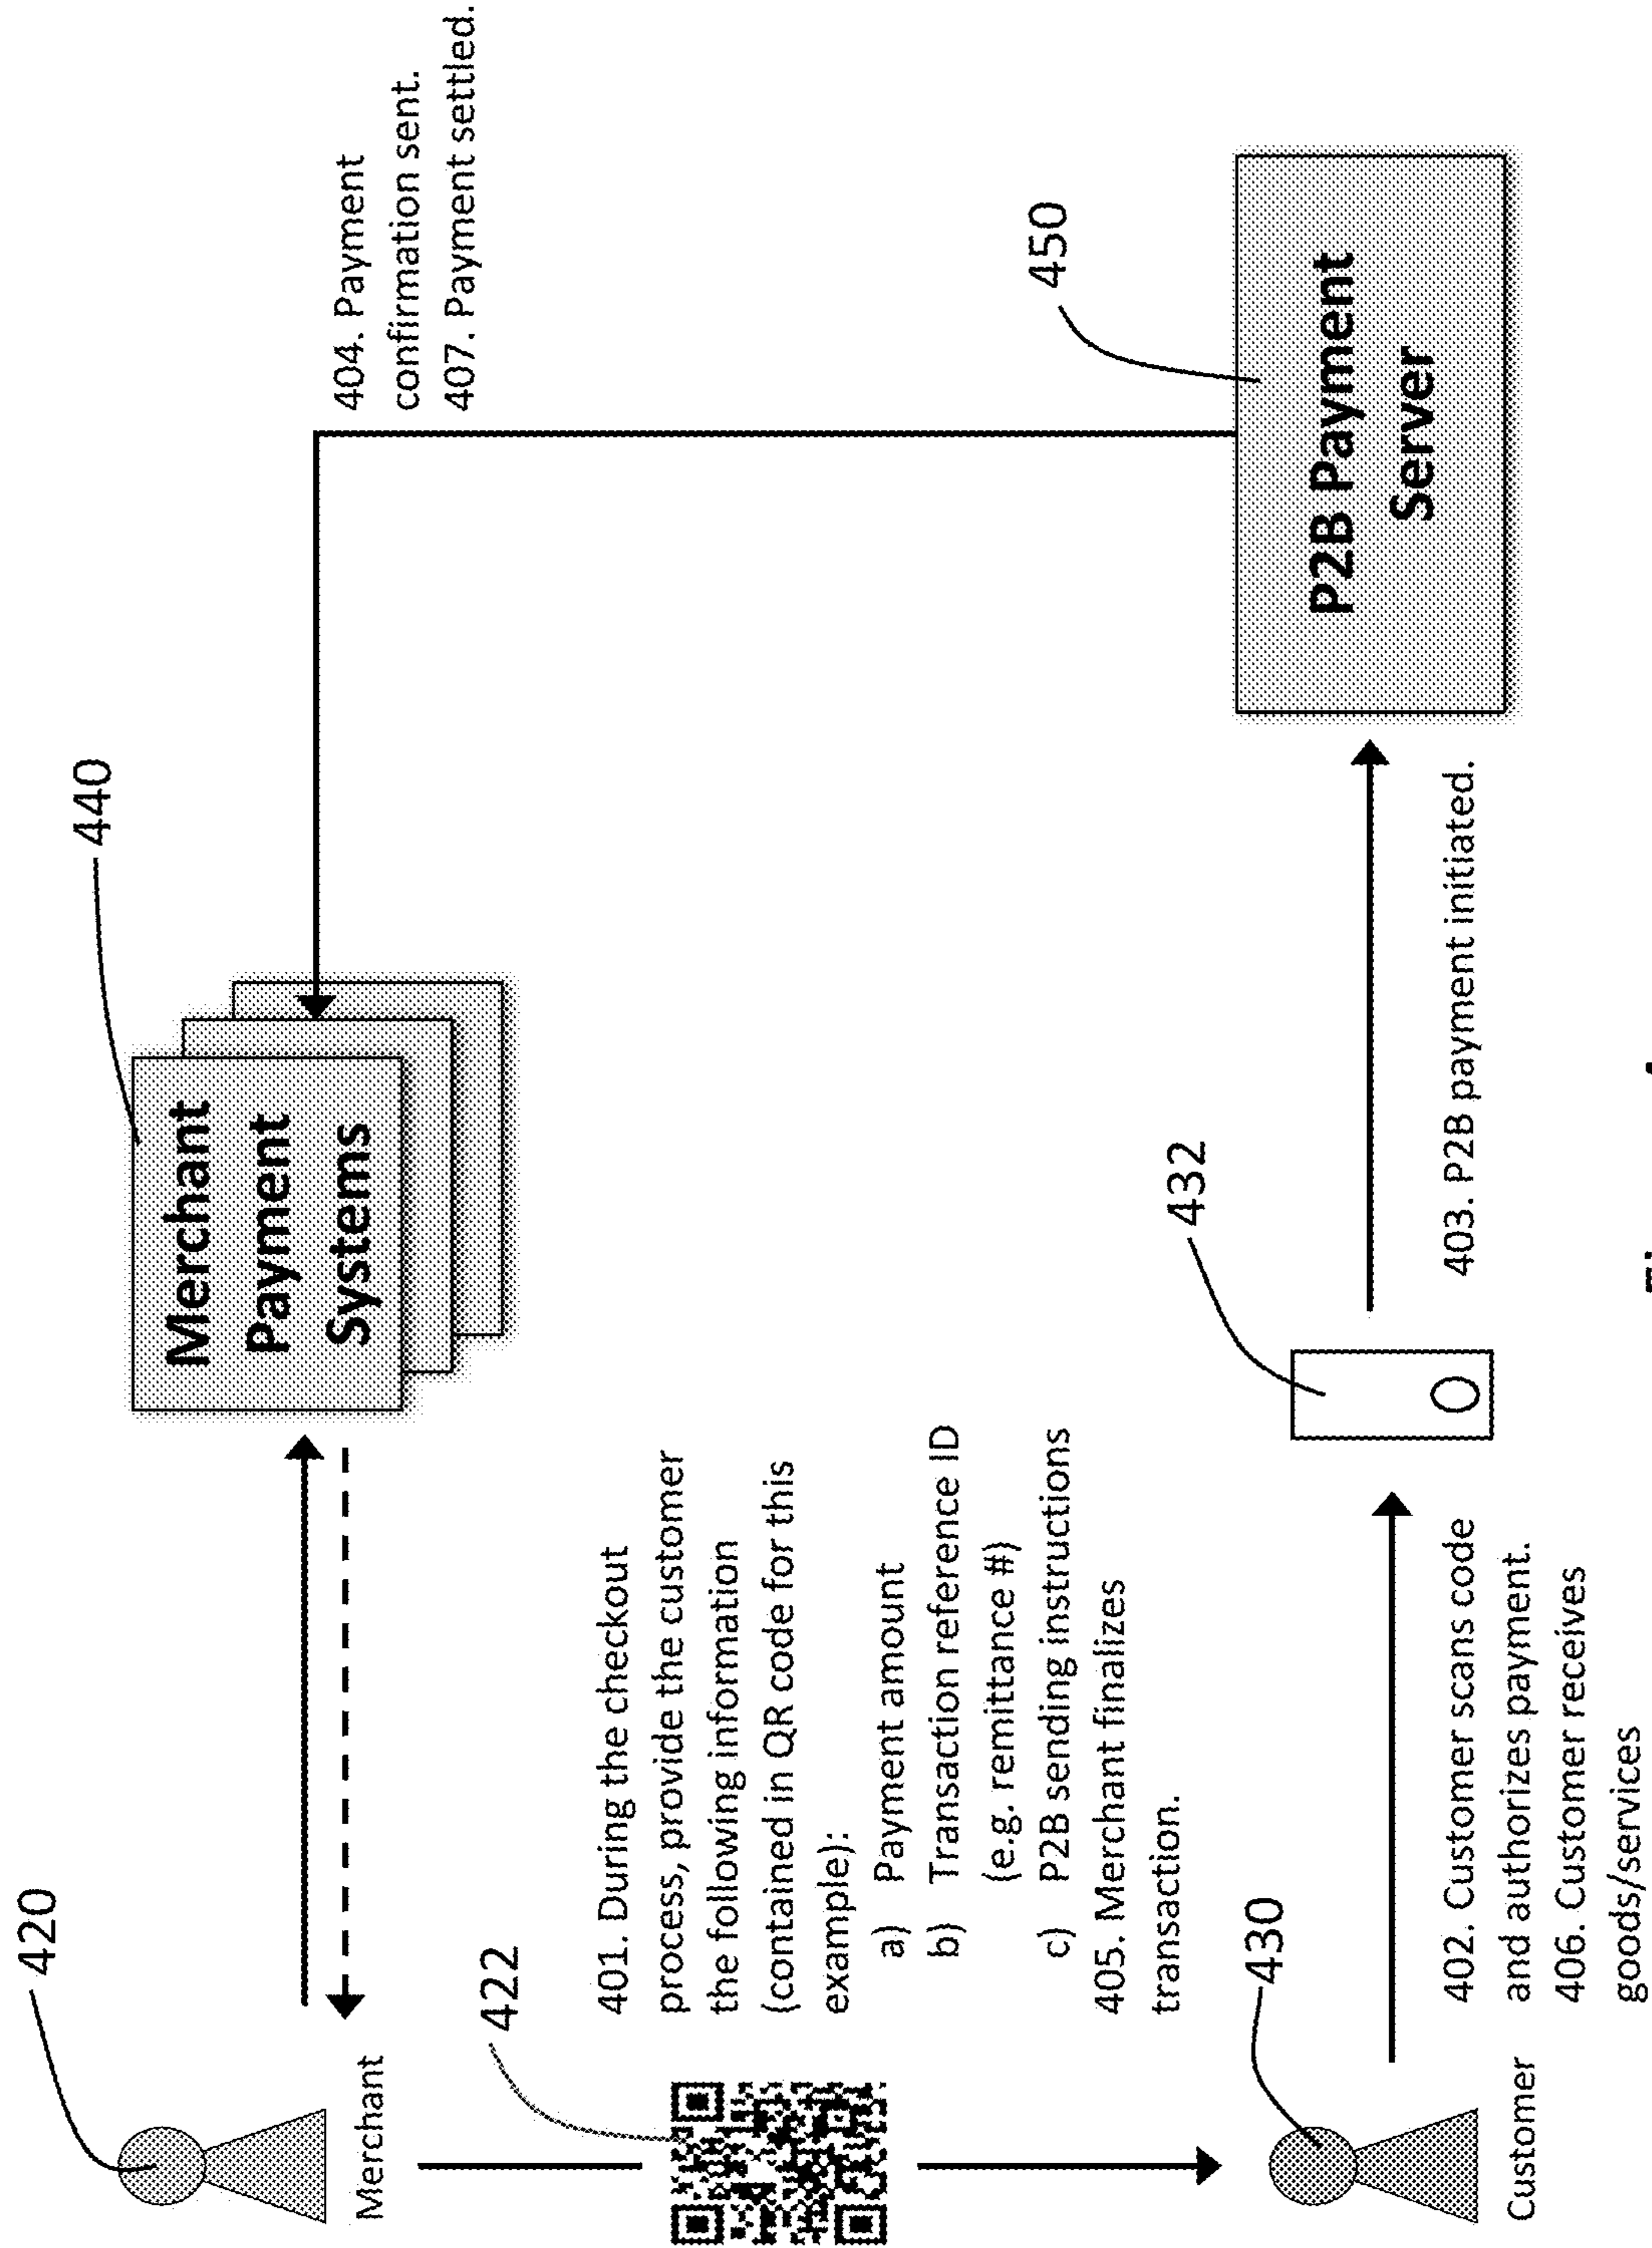 420
440
Merchant
Payment
Systems
404. Payment
confirmation sent.
407. Payment settled.
Merchant
422
401. During the checkout
process, provide the customer
the following information
(contained in QR code for this
example):
a) Payment amount
b) Transaction reference ID
(e.g. remittance #)
c) P2B sending instructions
405. Merchant finalizes
transaction.
450
P2B Payment
Server
432
430
403. P2B payment initiated.
Customer
402. Customer scans code
and authorizes payment.
406. Customer receives
goods/services